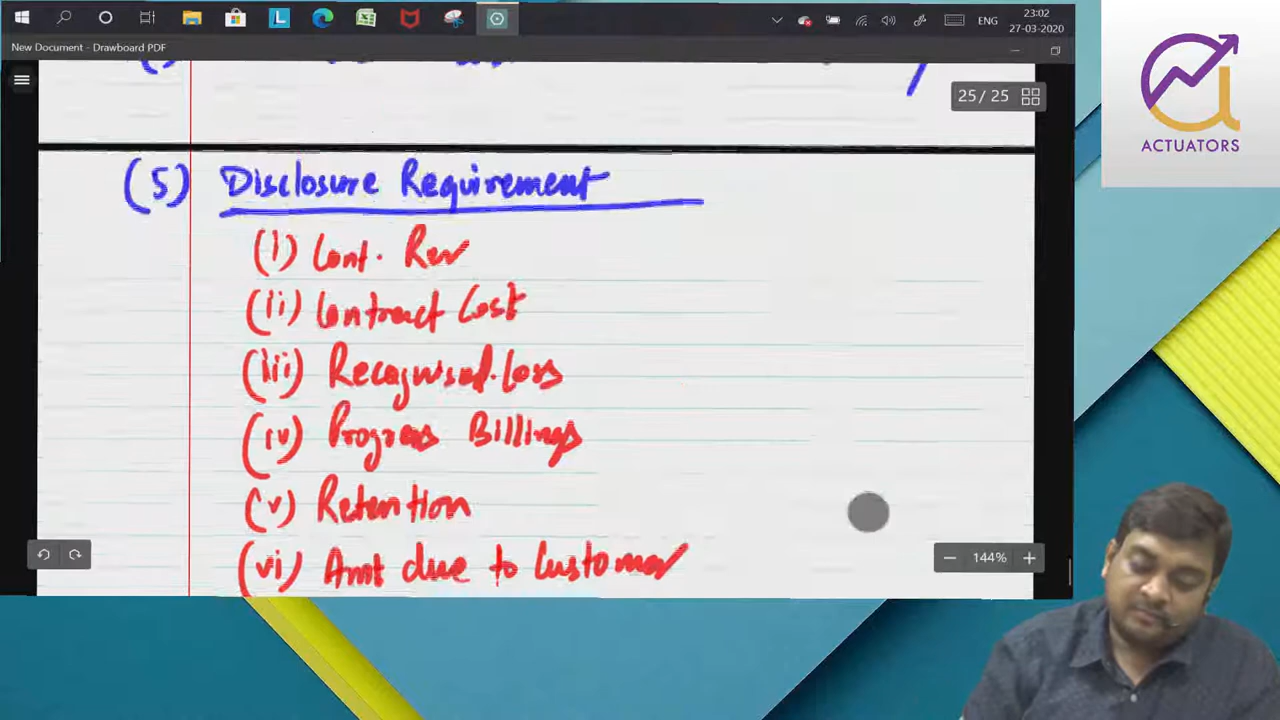 23:02
ENG
27-03-2020
New Document - Drawboard PDF
25 / 25
ACTUATORS
(5) Disclosure Requirement
(i) Cont. Rev
(ii) Contract Cost
(iii) Recognised Loss
(iv) Progress Billings
(v) Retention
(vi) Amt due to Customer
144%